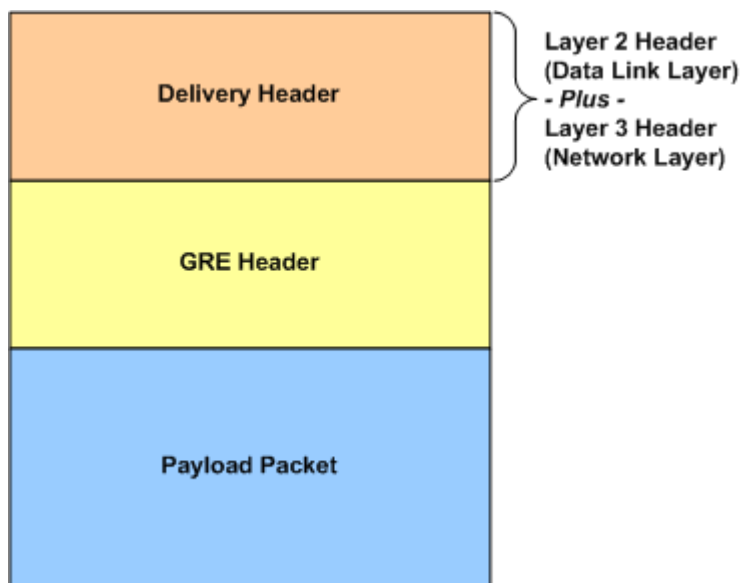 Delivery Header
Layer 2 Header
(Data Link Layer)
- Plus -
Layer 3 Header
(Network Layer)
GRE Header
Payload Packet